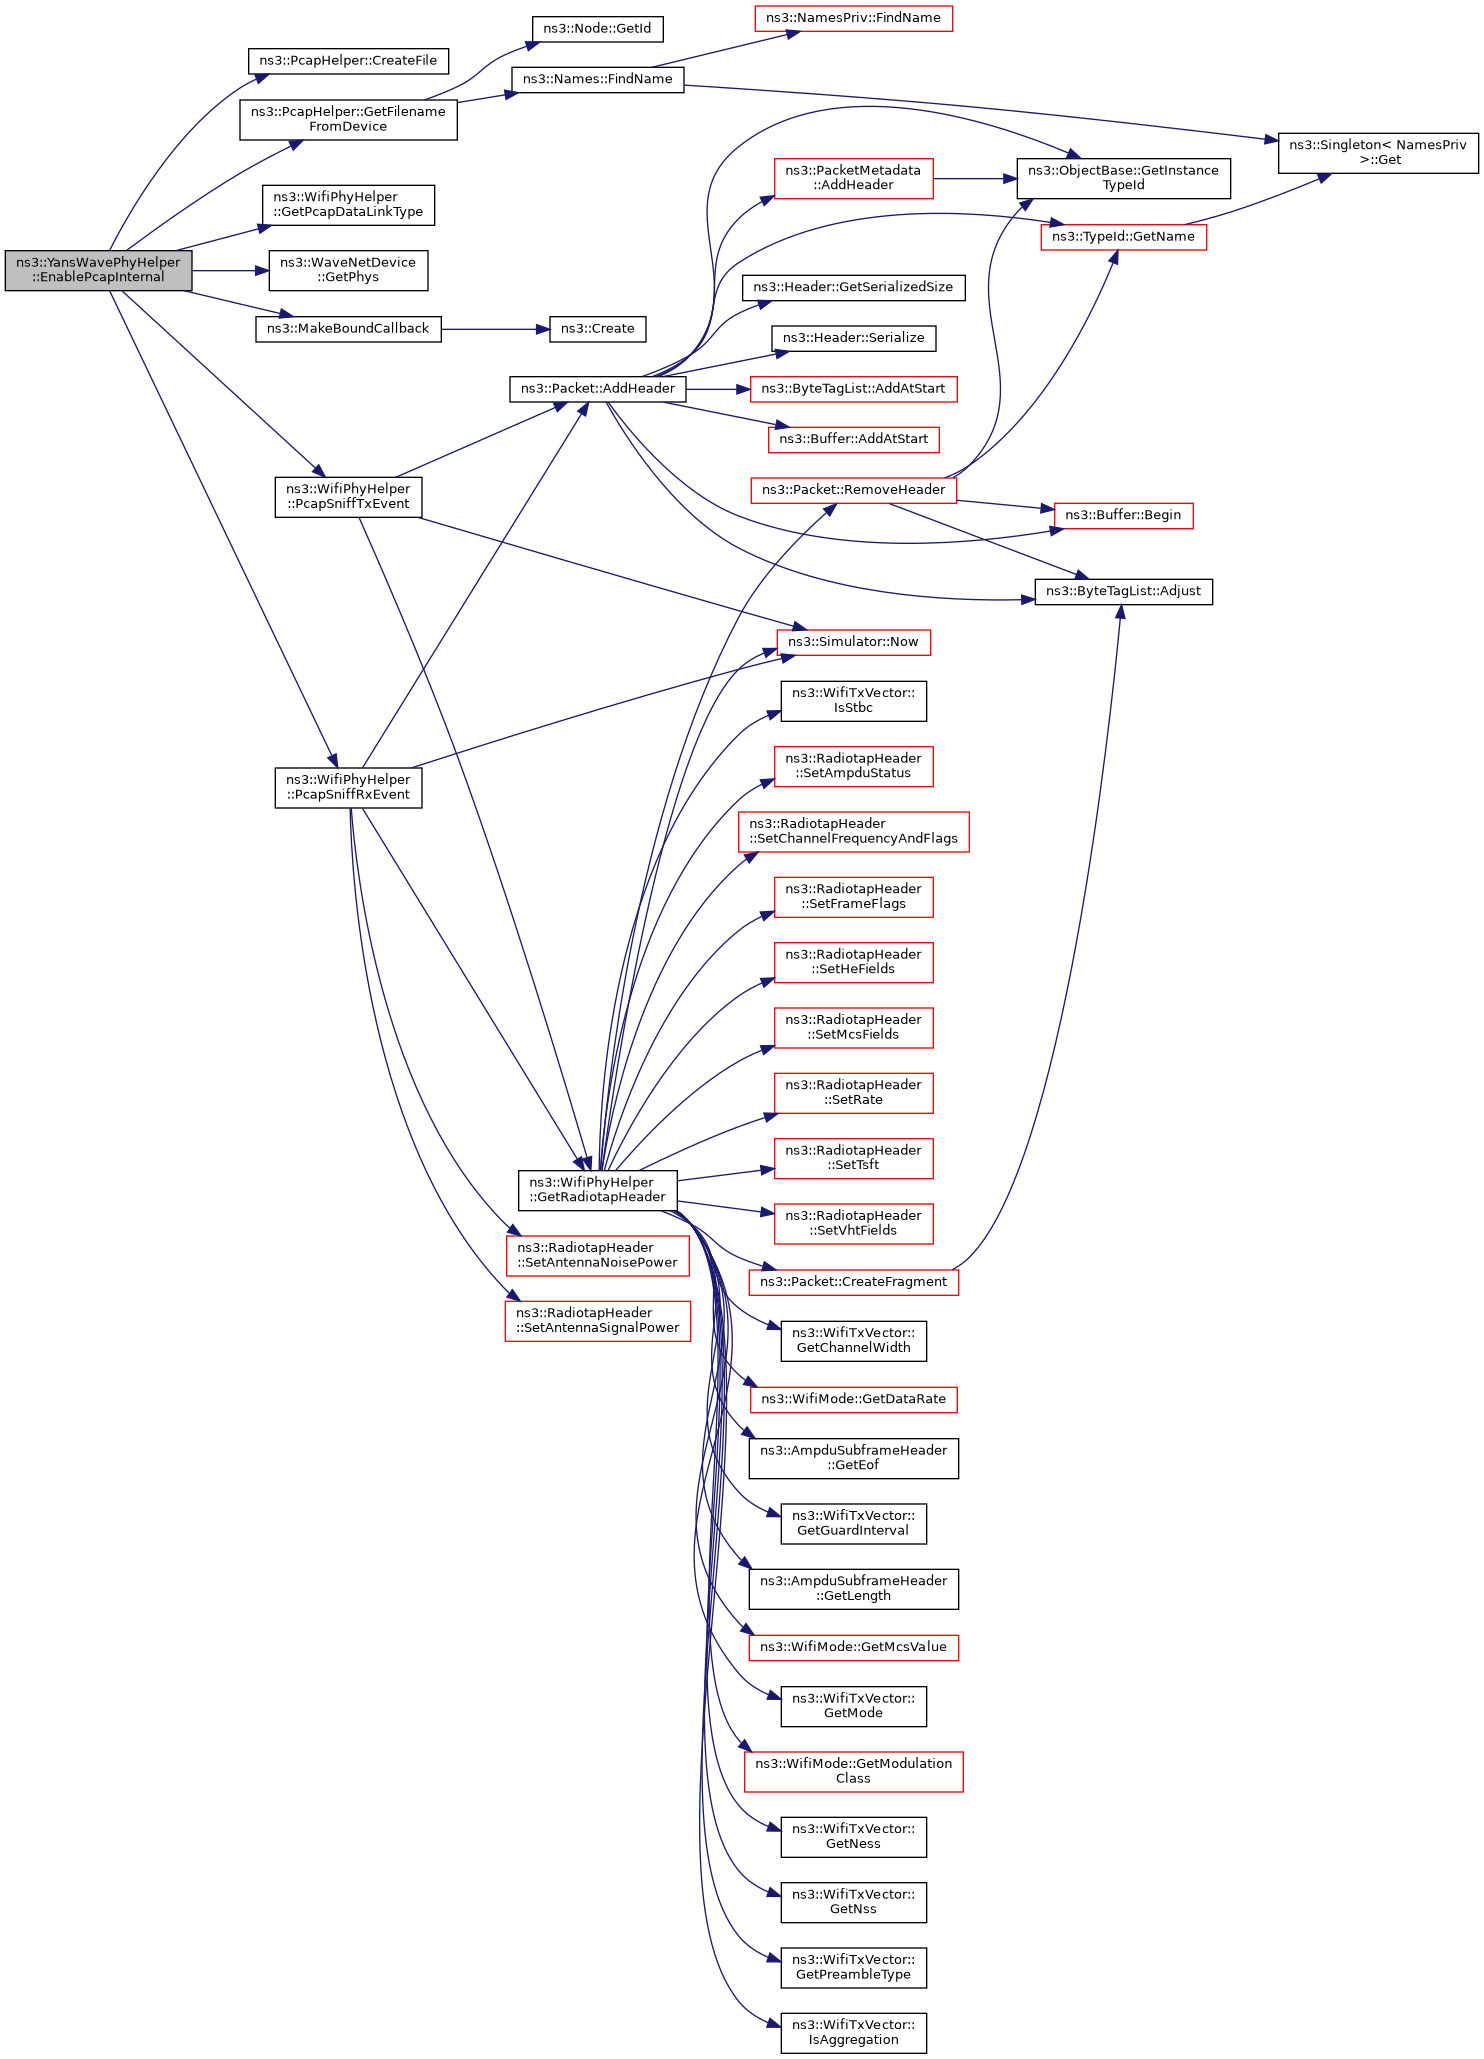 ns3::YansWavePhyHelper
::EnablePcapInternal
ns3::PcapHelper::CreateFile
ns3::PcapHelper::GetFilename
FromDevice
ns3::WifiPhyHelper
::GetPcapDataLinkType
ns3::WaveNetDevice
::GetPhys
ns3::MakeBoundCallback
ns3::WifiPhyHelper
::PcapSniffTxEvent
ns3::WifiPhyHelper
::PcapSniffRxEvent
ns3::Node::GetId
ns3::Names::FindName
ns3::Create
ns3::Packet::AddHeader
ns3::WifiPhyHelper
::GetRadiotapHeader
ns3::RadiotapHeader
::SetAntennaNoisePower
ns3::RadiotapHeader
::SetAntennaSignalPower
ns3::NamesPriv::FindName
ns3::PacketMetadata
::AddHeader
ns3::Header::GetSerializedSize
ns3::Header::Serialize
ns3::ByteTagList::AddAtStart
ns3::Buffer::AddAtStart
ns3::Packet::RemoveHeader
ns3::Simulator::Now
ns3::WifiTxVector::
IsStbc
ns3::RadiotapHeader
::SetAmpduStatus
ns3::RadiotapHeader
::SetChannelFrequencyAndFlags
ns3::RadiotapHeader
::SetFrameFlags
ns3::RadiotapHeader
::SetHeFields
ns3::RadiotapHeader
::SetMcsFields
ns3::RadiotapHeader
::SetRate
ns3::RadiotapHeader
::SetTsft
ns3::RadiotapHeader
::SetVhtFields
ns3::Packet::CreateFragment
ns3::WifiTxVector::
GetChannelWidth
ns3::WifiMode::GetDataRate
ns3::AmpduSubframeHeader
::GetEof
ns3::WifiTxVector::
GetGuardInterval
ns3::AmpduSubframeHeader
::GetLength
ns3::WifiMode::GetMcsValue
ns3::WifiTxVector::
GetMode
ns3::WifiMode::GetModulation
Class
ns3::WifiTxVector::
GetNess
ns3::WifiTxVector::
GetNss
ns3::WifiTxVector::
GetPreambleType
ns3::WifiTxVector::
IsAggregation
ns3::ObjectBase::GetInstance
TypeId
ns3::TypeId::GetName
ns3::Buffer::Begin
ns3::ByteTagList::Adjust
ns3::Singleton< NamesPriv
>::Get